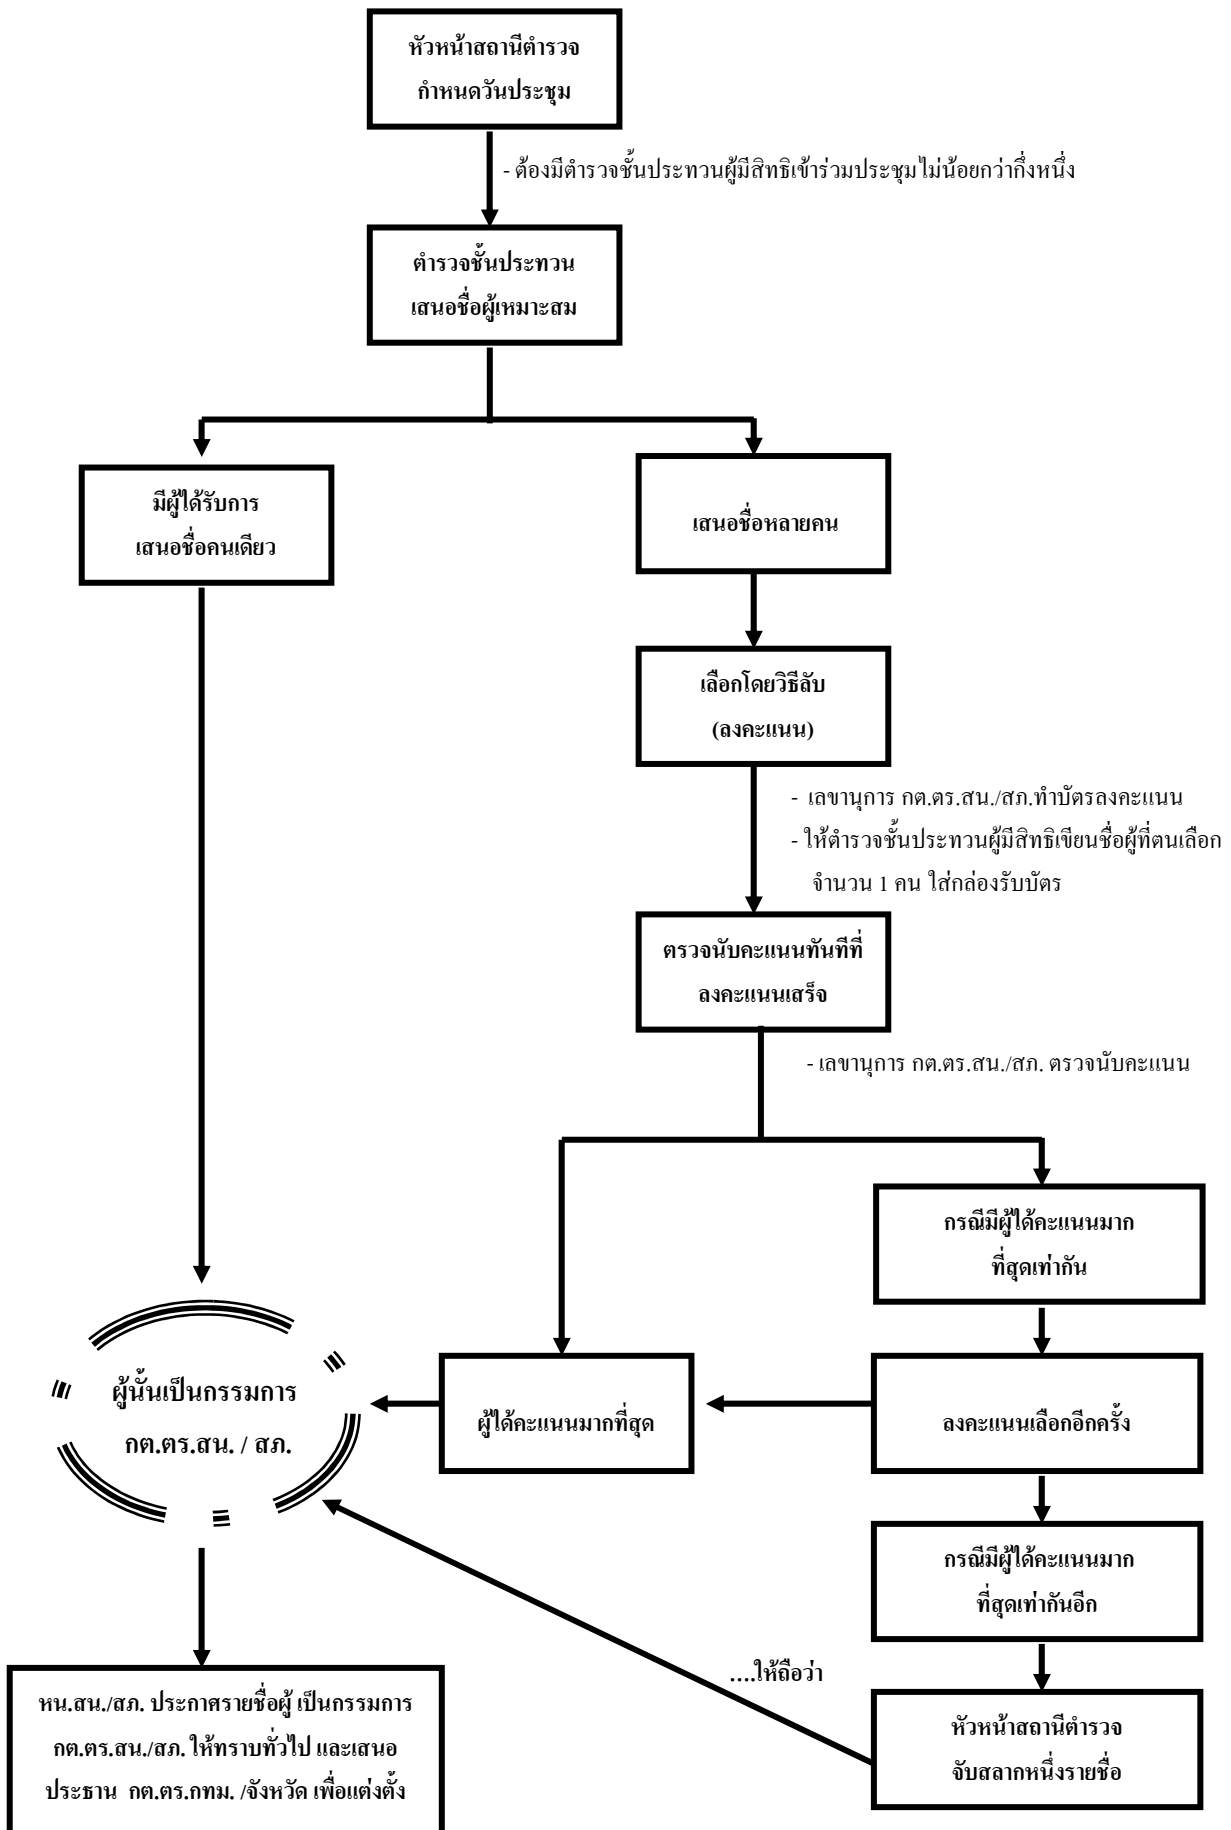 หัวหน้าสถานีตำรวจ
กำหนดวันประชุม
- ต้องมีตำรวจชั้นประทวนผู้มีสิทธิเข้าร่วมประชุมไม่น้อยกว่ากึ่งหนึ่ง
ตำรวจชั้นประทวน
เสนอชื่อผู้เหมาะสม
มีผู้ได้รับการ
เสนอชื่อคนเดียว
เสนอชื่อหลายคน
เลือกโดยวิธีลับ
(ลงคะแนน)
- เลขานุการ กต.ตร.สน./สภ.ทำบัตรลงคะแนน
- ให้ตำรวจชั้นประทวนผู้มีสิทธิเขียนชื่อผู้ที่ตนเลือก
จำนวน 1 คน ใส่กล่องรับบัตร
ตรวจนับคะแนนทันทีที่
ลงคะแนนเสร็จ
- เลขานุการ กต.ตร.สน./สภ. ตรวจนับคะแนน
กรณีมีผู้ได้คะแนนมาก
ที่สุดเท่ากัน
ผู้นั้นเป็นกรรมการ
กต.ตร.สน. / สภ.
ผู้ได้คะแนนมากที่สุด
ลงคะแนนเลือกอีกครั้ง
กรณีมีผู้ได้คะแนนมาก
ที่สุดเท่ากันอีก
....ให้ถือว่า
หัวหน้าสถานีตำรวจ
จับสลากหนึ่งรายชื่อ
หน.สน./สภ. ประกาศรายชื่อผู้ เป็นกรรมการ
กต.ตร.สน./สภ. ให้ทราบทั่วไป และเสนอ
ประธาน กต.ตร.กทม. /จังหวัด เพื่อแต่งตั้ง